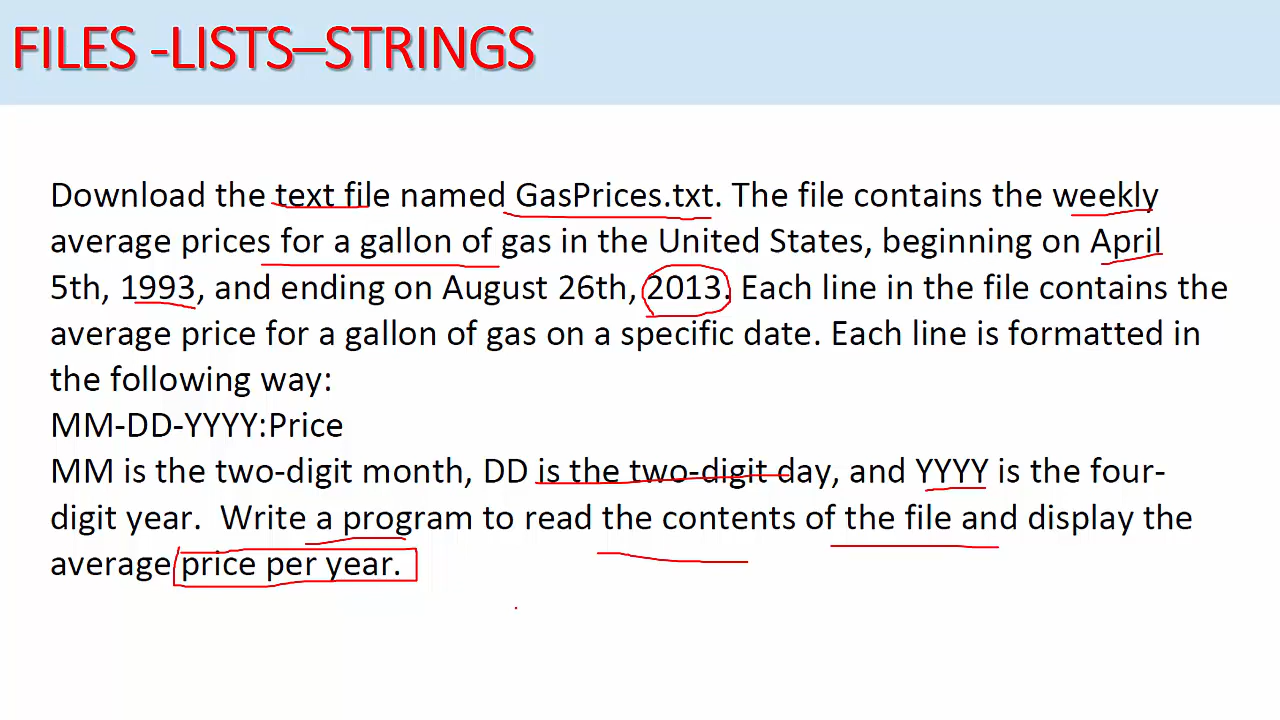 FILES -LISTS–STRINGS
Download the text file named GasPrices.txt. The file contains the weekly
average prices for a gallon of gas in the United States, beginning on April
5th, 1993, and ending on August 26th, 2013. Each line in the file contains the
average price for a gallon of gas on a specific date. Each line is formatted in
the following way:
MM-DD-YYYY:Price
MM is the two-digit month, DD is the two-digit day, and YYYY is the four-
digit year.  Write a program to read the contents of the file and display the
average price per year.